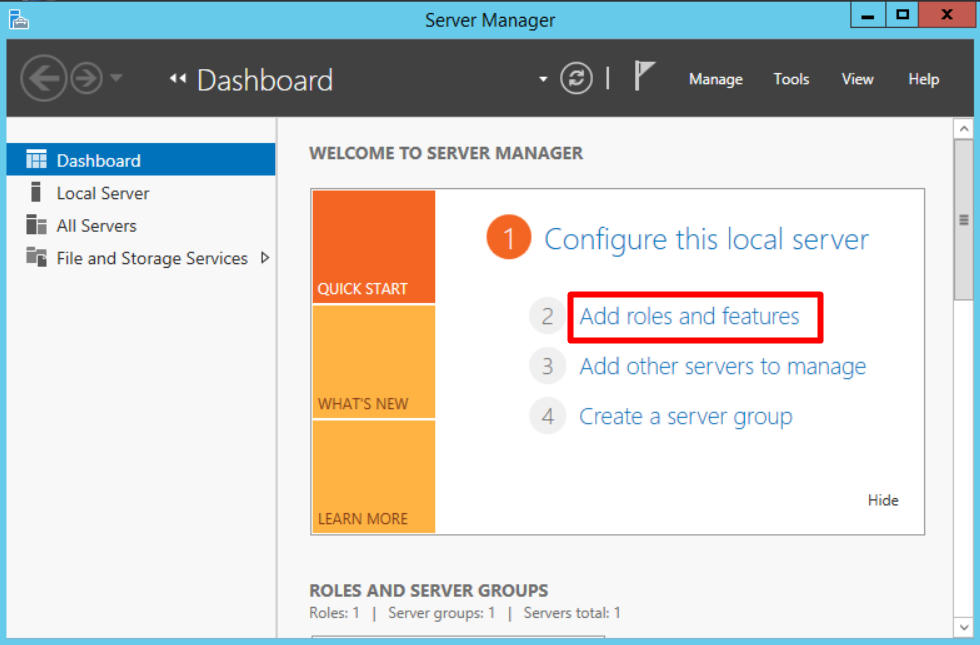 Server Manager
Dashboard
Manage Tools View Help
Dashboard
Local Server
All Servers
File and Storage Services
WELCOME TO SERVER MANAGER
QUICK START
WHAT'S NEW
LEARN MORE
1 Configure this local server
2 Add roles and features
3 Add other servers to manage
4 Create a server group
Hide
ROLES AND SERVER GROUPS
Roles: 1 | Server groups: 1 | Servers total: 1